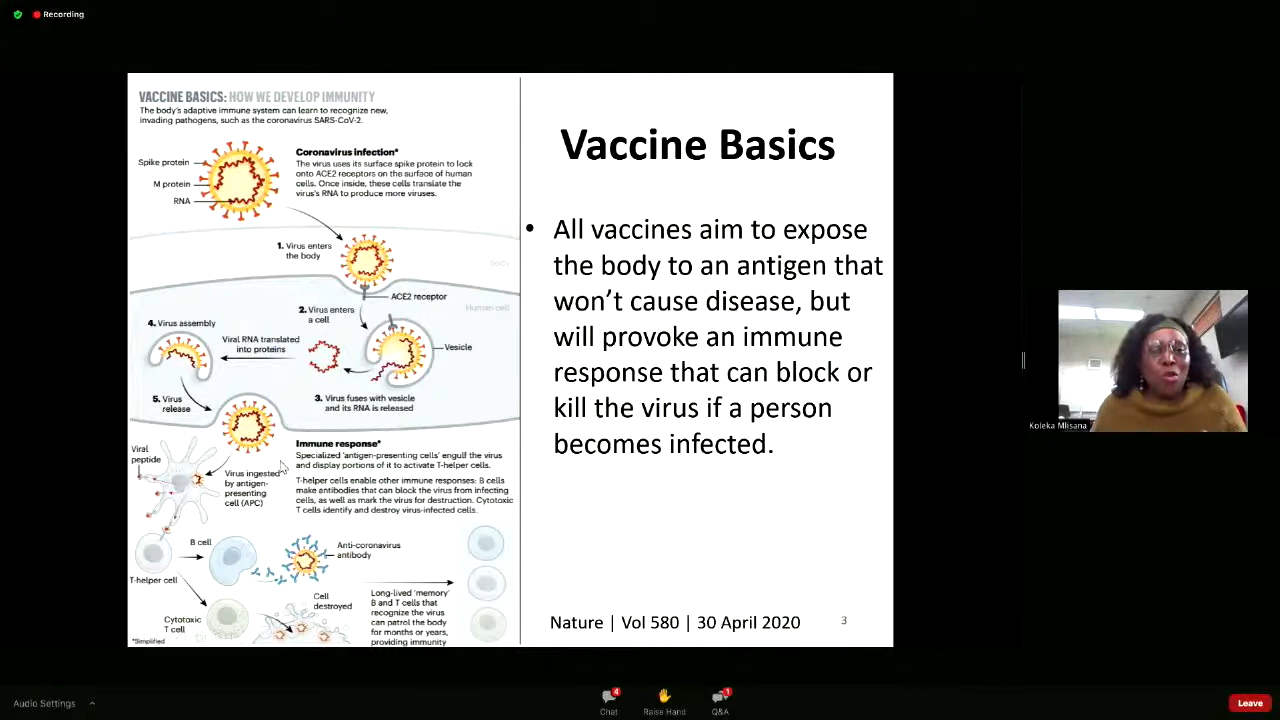 Recording
VACCINE BASICS: HOW WE DEVELOP IMMUNITY
The body's adaptive immune system can learn to recognize new,
invading pathogens, such as the coronavirus SARS-CoV-2.
Spike protein
M protein
RNA
Coronavirus infection*
The virus uses its surface spike protein to lock
onto ACE2 receptors on the surface of human
cells. Once inside, these cells translate the
virus's RNA to produce more viruses.
1. Virus enters
the body
ACE2 receptor
Human cell
2. Virus enters
a cell
4. Virus assembly
Viral RNA translated
into proteins
Vesicle
3. Virus fuses with vesicle
and its RNA is released
5. Virus
release
Immune response*
Specialized 'antigen-presenting cells' engulf the virus
and display portions of it to activate T-helper cells.
T-helper cells enable other immune responses: B cells
make antibodies that can block the virus from infecting
cells, as well as mark the virus for destruction. Cytotoxic
T cells identify and destroy virus-infected cells.
Viral
peptide
Virus ingested
by antigen-
presenting
cell (APC)
B cell
Anti-coronavirus
antibody
T-helper cell
Cytotoxic
T cell
Cell
destroyed
Long-lived 'memory'
B and T cells that
recognize the virus
can patrol the body
for months or years,
providing immunity
*Simplified
Vaccine Basics
• All vaccines aim to expose
the body to an antigen that
won't cause disease, but
will provoke an immune
response that can block or
kill the virus if a person
becomes infected.
Nature | Vol 580 | 30 April 2020
3
Koleka Mlisana
Audio Settings
4
Chat
Raise Hand
1
Q&A
Leave